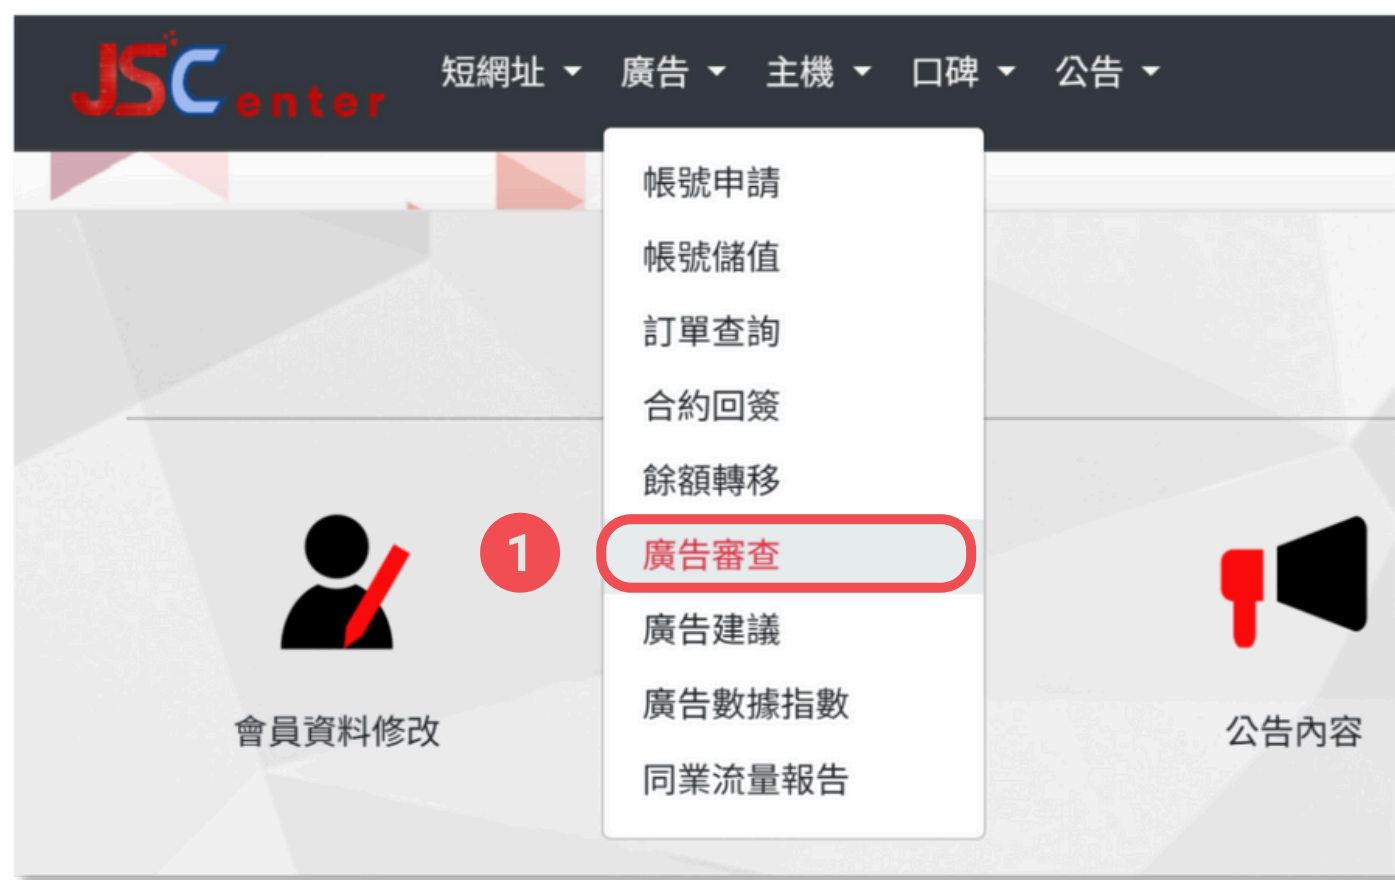 JSCenter
短網址 廣告 主機 口碑 公告
帳號申請
帳號儲值
訂單查詢
合約回簽
餘額轉移
1 廣告審查
廣告建議
廣告數據指數
同業流量報告
會員資料修改
公告內容